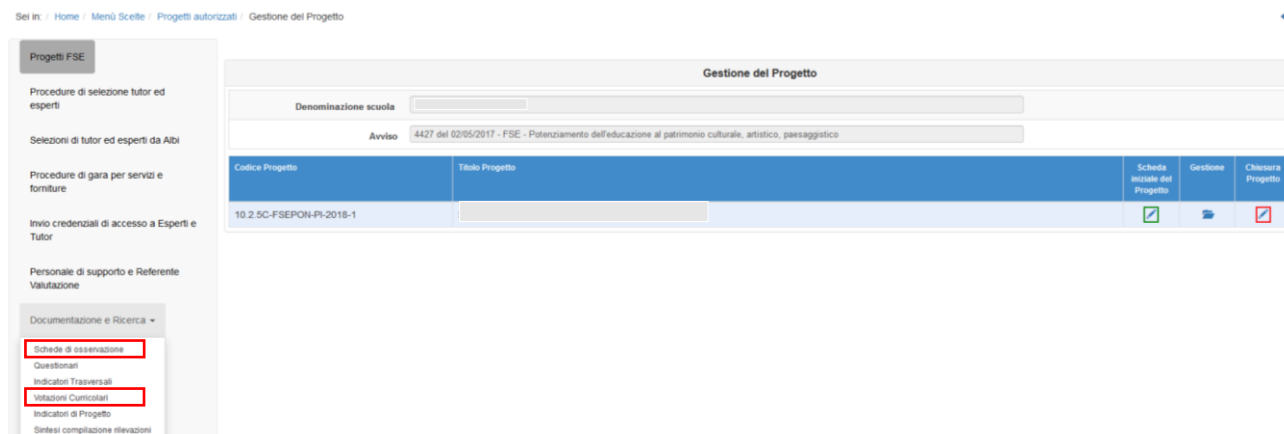 Sei in: / Home / Menù Scelte / Progetti autorizzati / Gestione del Progetto
Progetti FSE
Procedure di selezione tutor ed
esperti
Selezioni di tutor ed esperti da Albi
Procedure di gara per servizi e
forniture
Invio credenziali di accesso a Esperti e
Tutor
Personale di supporto e Referente
Valutazione
Documentazione e Ricerca
Schede di osservazione
Questionari
Indicatori Trasversali
Votazioni Curricolari
Indicatori di Progetto
Sintesi compilazione rilevazioni
Gestione del Progetto
Denominazione scuola
Avviso 4427 del 02/05/2017 - FSE - Potenziamento dell'educazione al patrimonio culturale, artistico, paesaggistico
Codice Progetto Titolo Progetto Scheda iniziale del Progetto Gestione Chiusura Progetto
10.2.5C-FSEPON-PI-2018-1